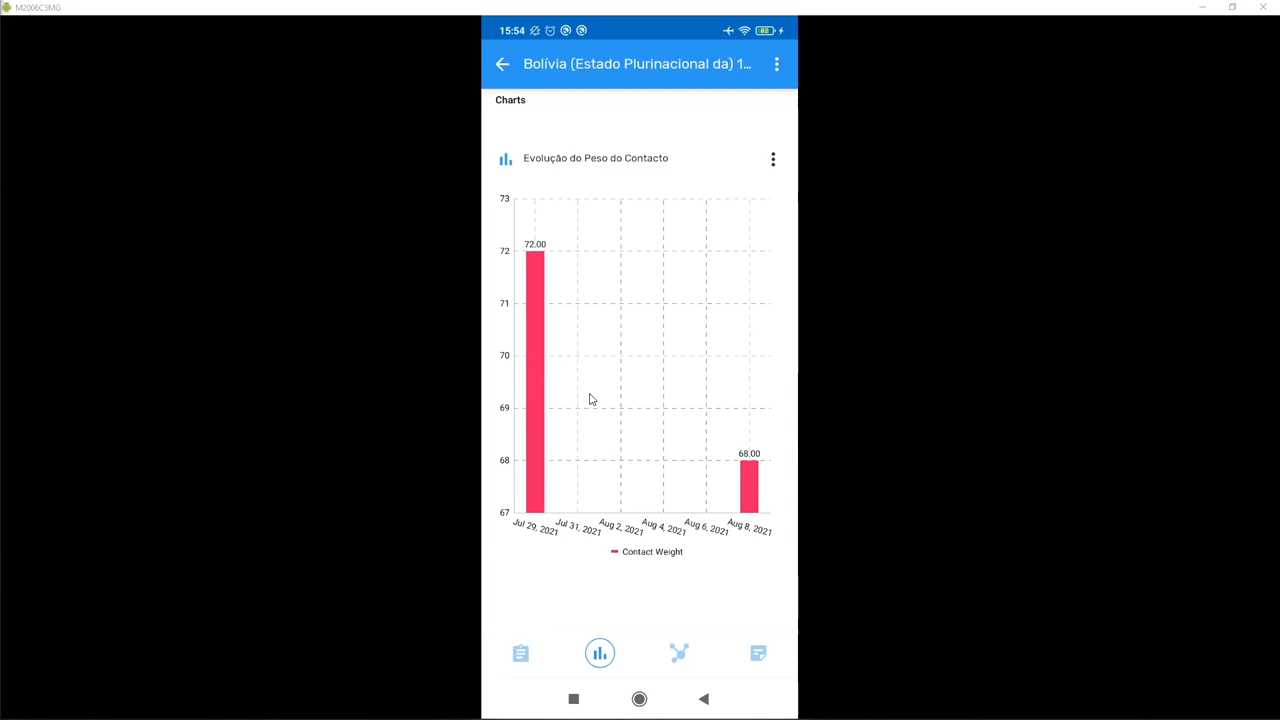 M2006C3MG
15:54
82
Bolívia (Estado Plurinacional da) 1...
Charts
Evolução do Peso do Contacto
73
72.00
72
71
70
69
68.00
68
67
Jul 29, 2021 Jul 31, 2021 Aug 2, 2021 Aug 4, 2021 Aug 6, 2021 Aug 8, 2021
Contact Weight